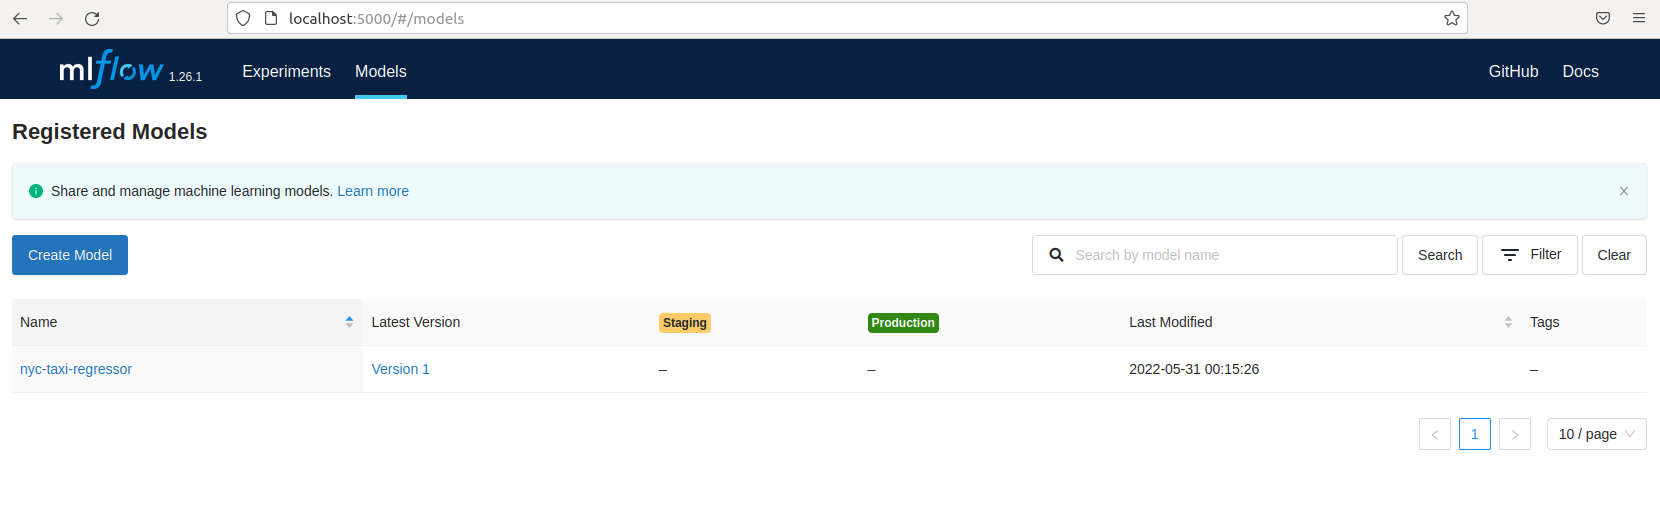 localhost:5000/#/models
mlflow 1.26.1 Experiments Models GitHub Docs
Registered Models
Share and manage machine learning models. Learn more
Create Model Search by model name Search Filter Clear
Name Latest Version Staging Production Last Modified Tags
nyc-taxi-regressor Version 1 – – 2022-05-31 00:15:26 –
< 1 > 10 / page